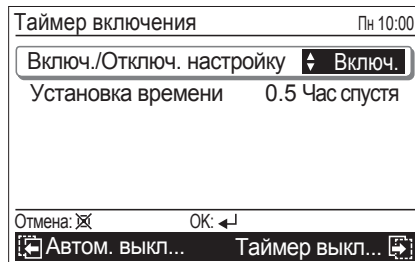 Таймер включения Пн 10:00
Включ./Отключ. настройку Включ.
Установка времени 0.5 Час спустя
Отмена: OK:
Автом. выкл... Таймер выкл...